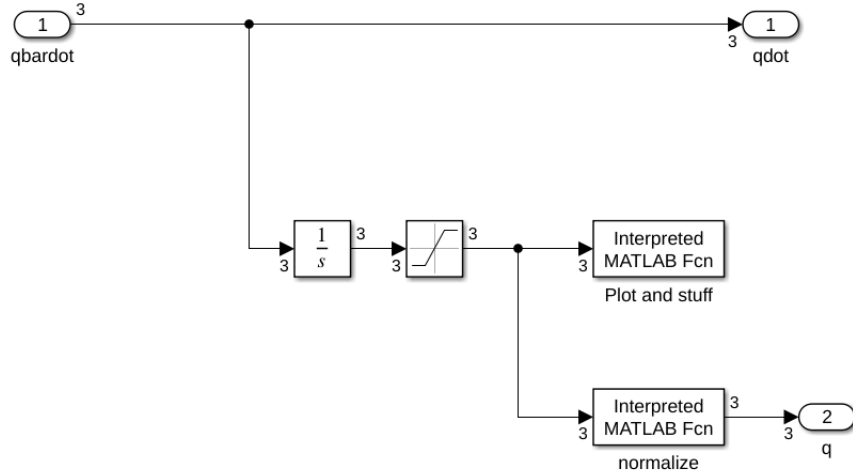 1
qbardot
3
3
1
qdot
3
1
s
3
3
3
3
Interpreted
MATLAB Fcn
Plot and stuff
3
Interpreted
MATLAB Fcn
normalize
3
3
2
q